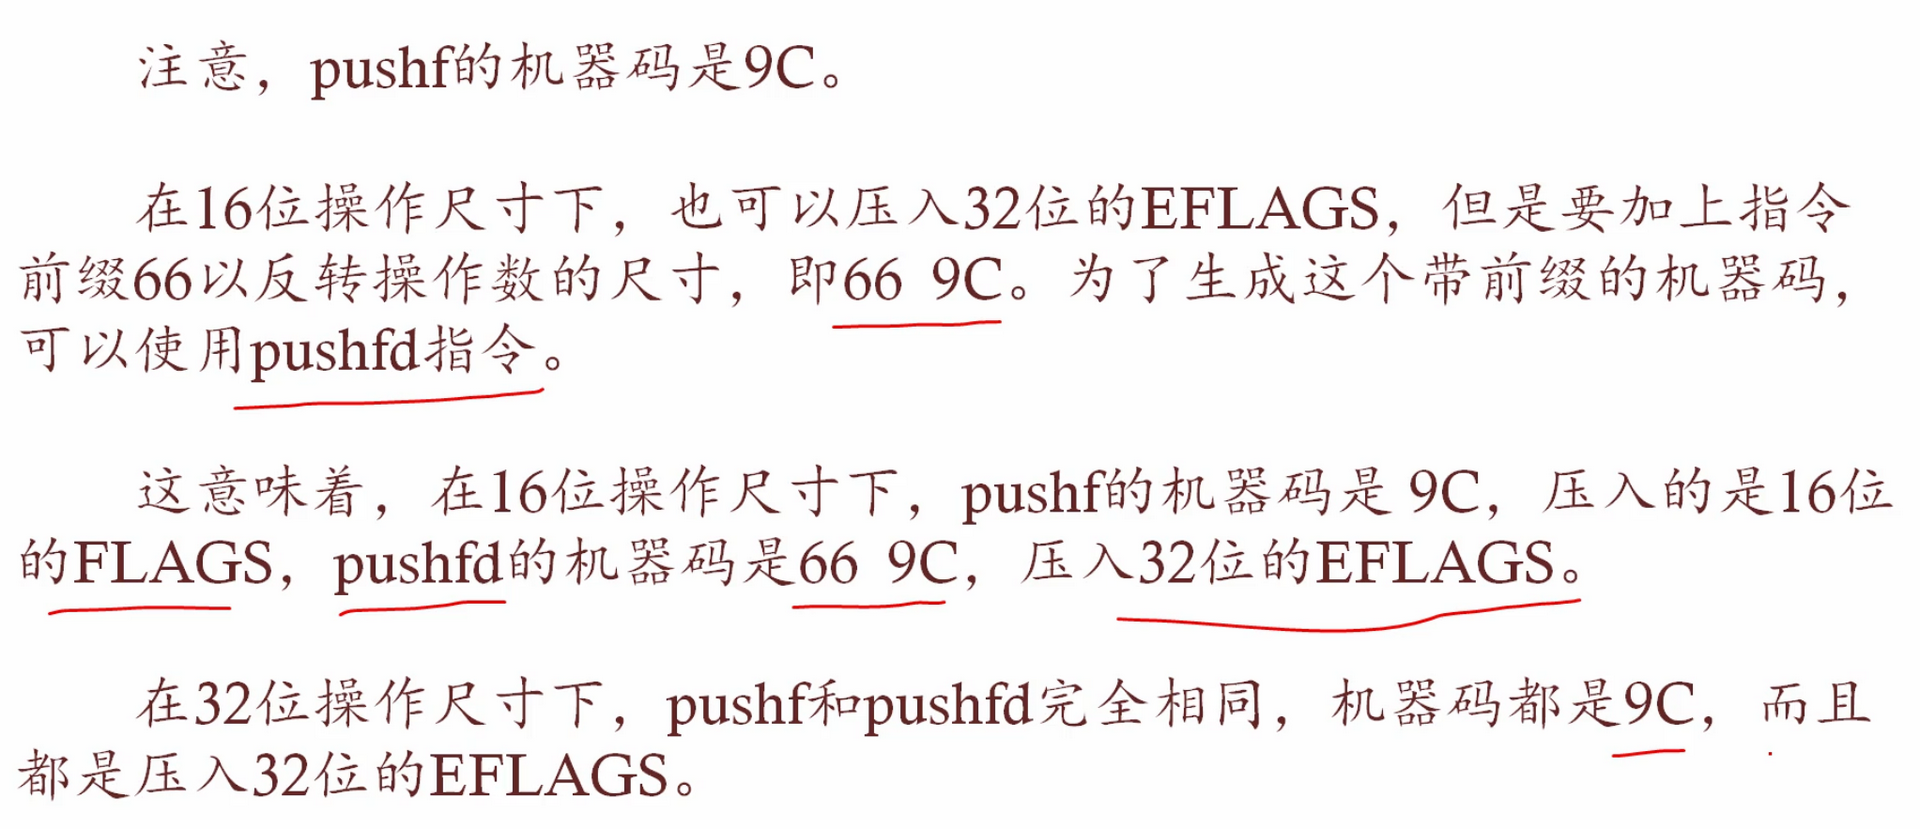 注意，pushf的机器码是9C。
在16位操作尺寸下，也可以压入32位的EFLAGS，但是要加上指令
前缀66以反转操作数的尺寸，即66 9C。为了生成这个带前缀的机器码，
可以使用pushfd指令。
这意味着，在16位操作尺寸下，pushf的机器码是 9C，压入的是16位
的FLAGS，pushfd的机器码是66 9C，压入32位的EFLAGS。
在32位操作尺寸下，pushf和pushfd完全相同，机器码都是9C，而且
都是压入32位的EFLAGS。